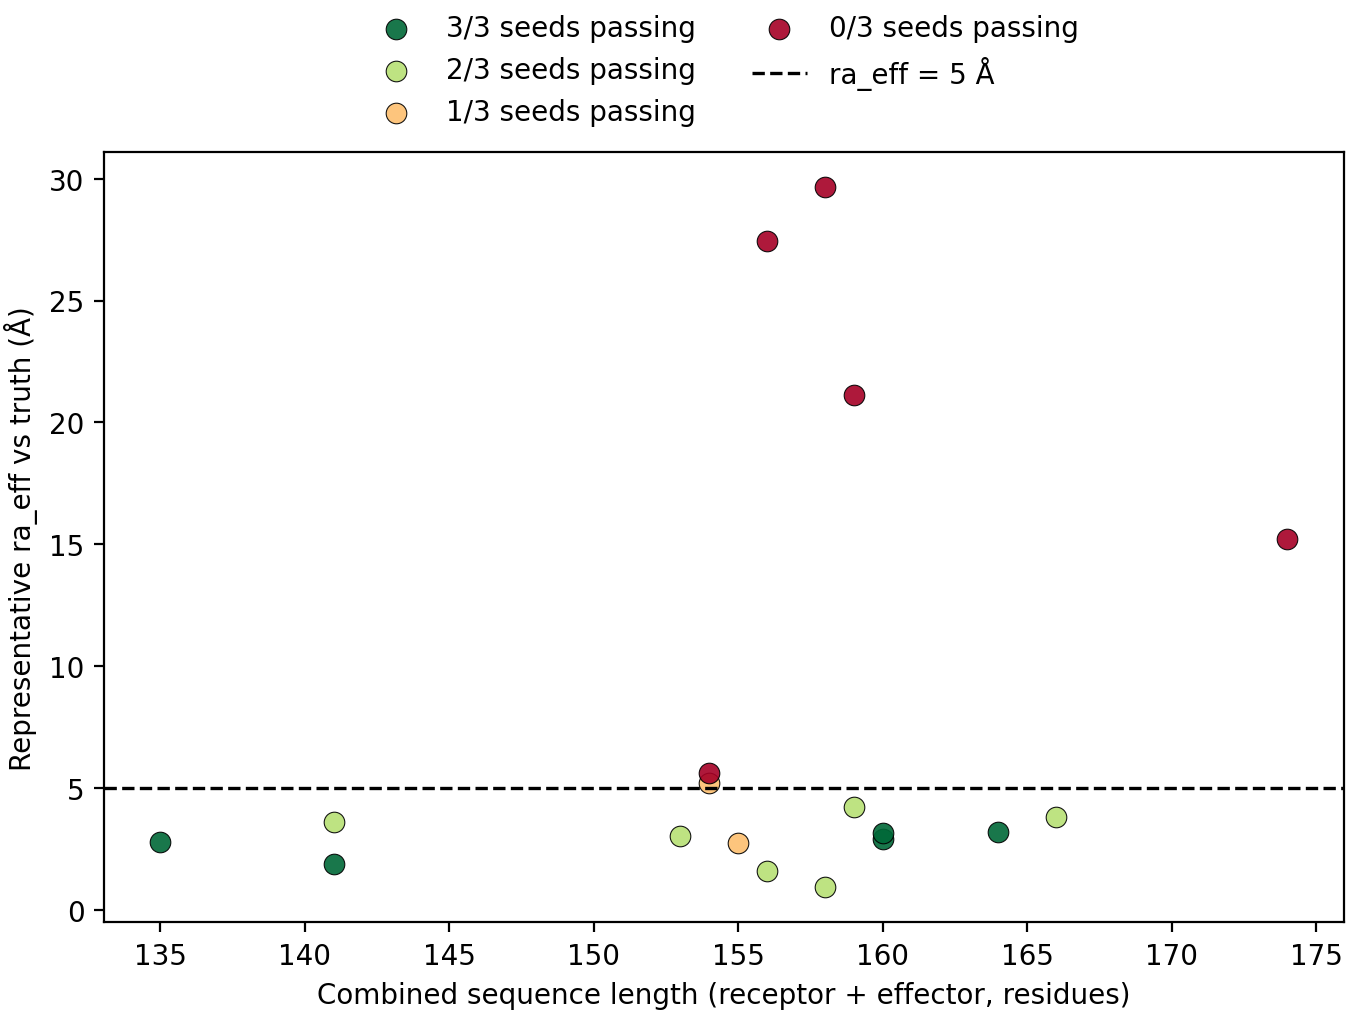 3/3 seeds passing
2/3 seeds passing
1/3 seeds passing
0/3 seeds passing
ra_eff = 5 Å
Representative ra_eff vs truth (Å)
30
25
20
15
10
5
0
135 140 145 150 155 160 165 170 175
Combined sequence length (receptor + effector, residues)